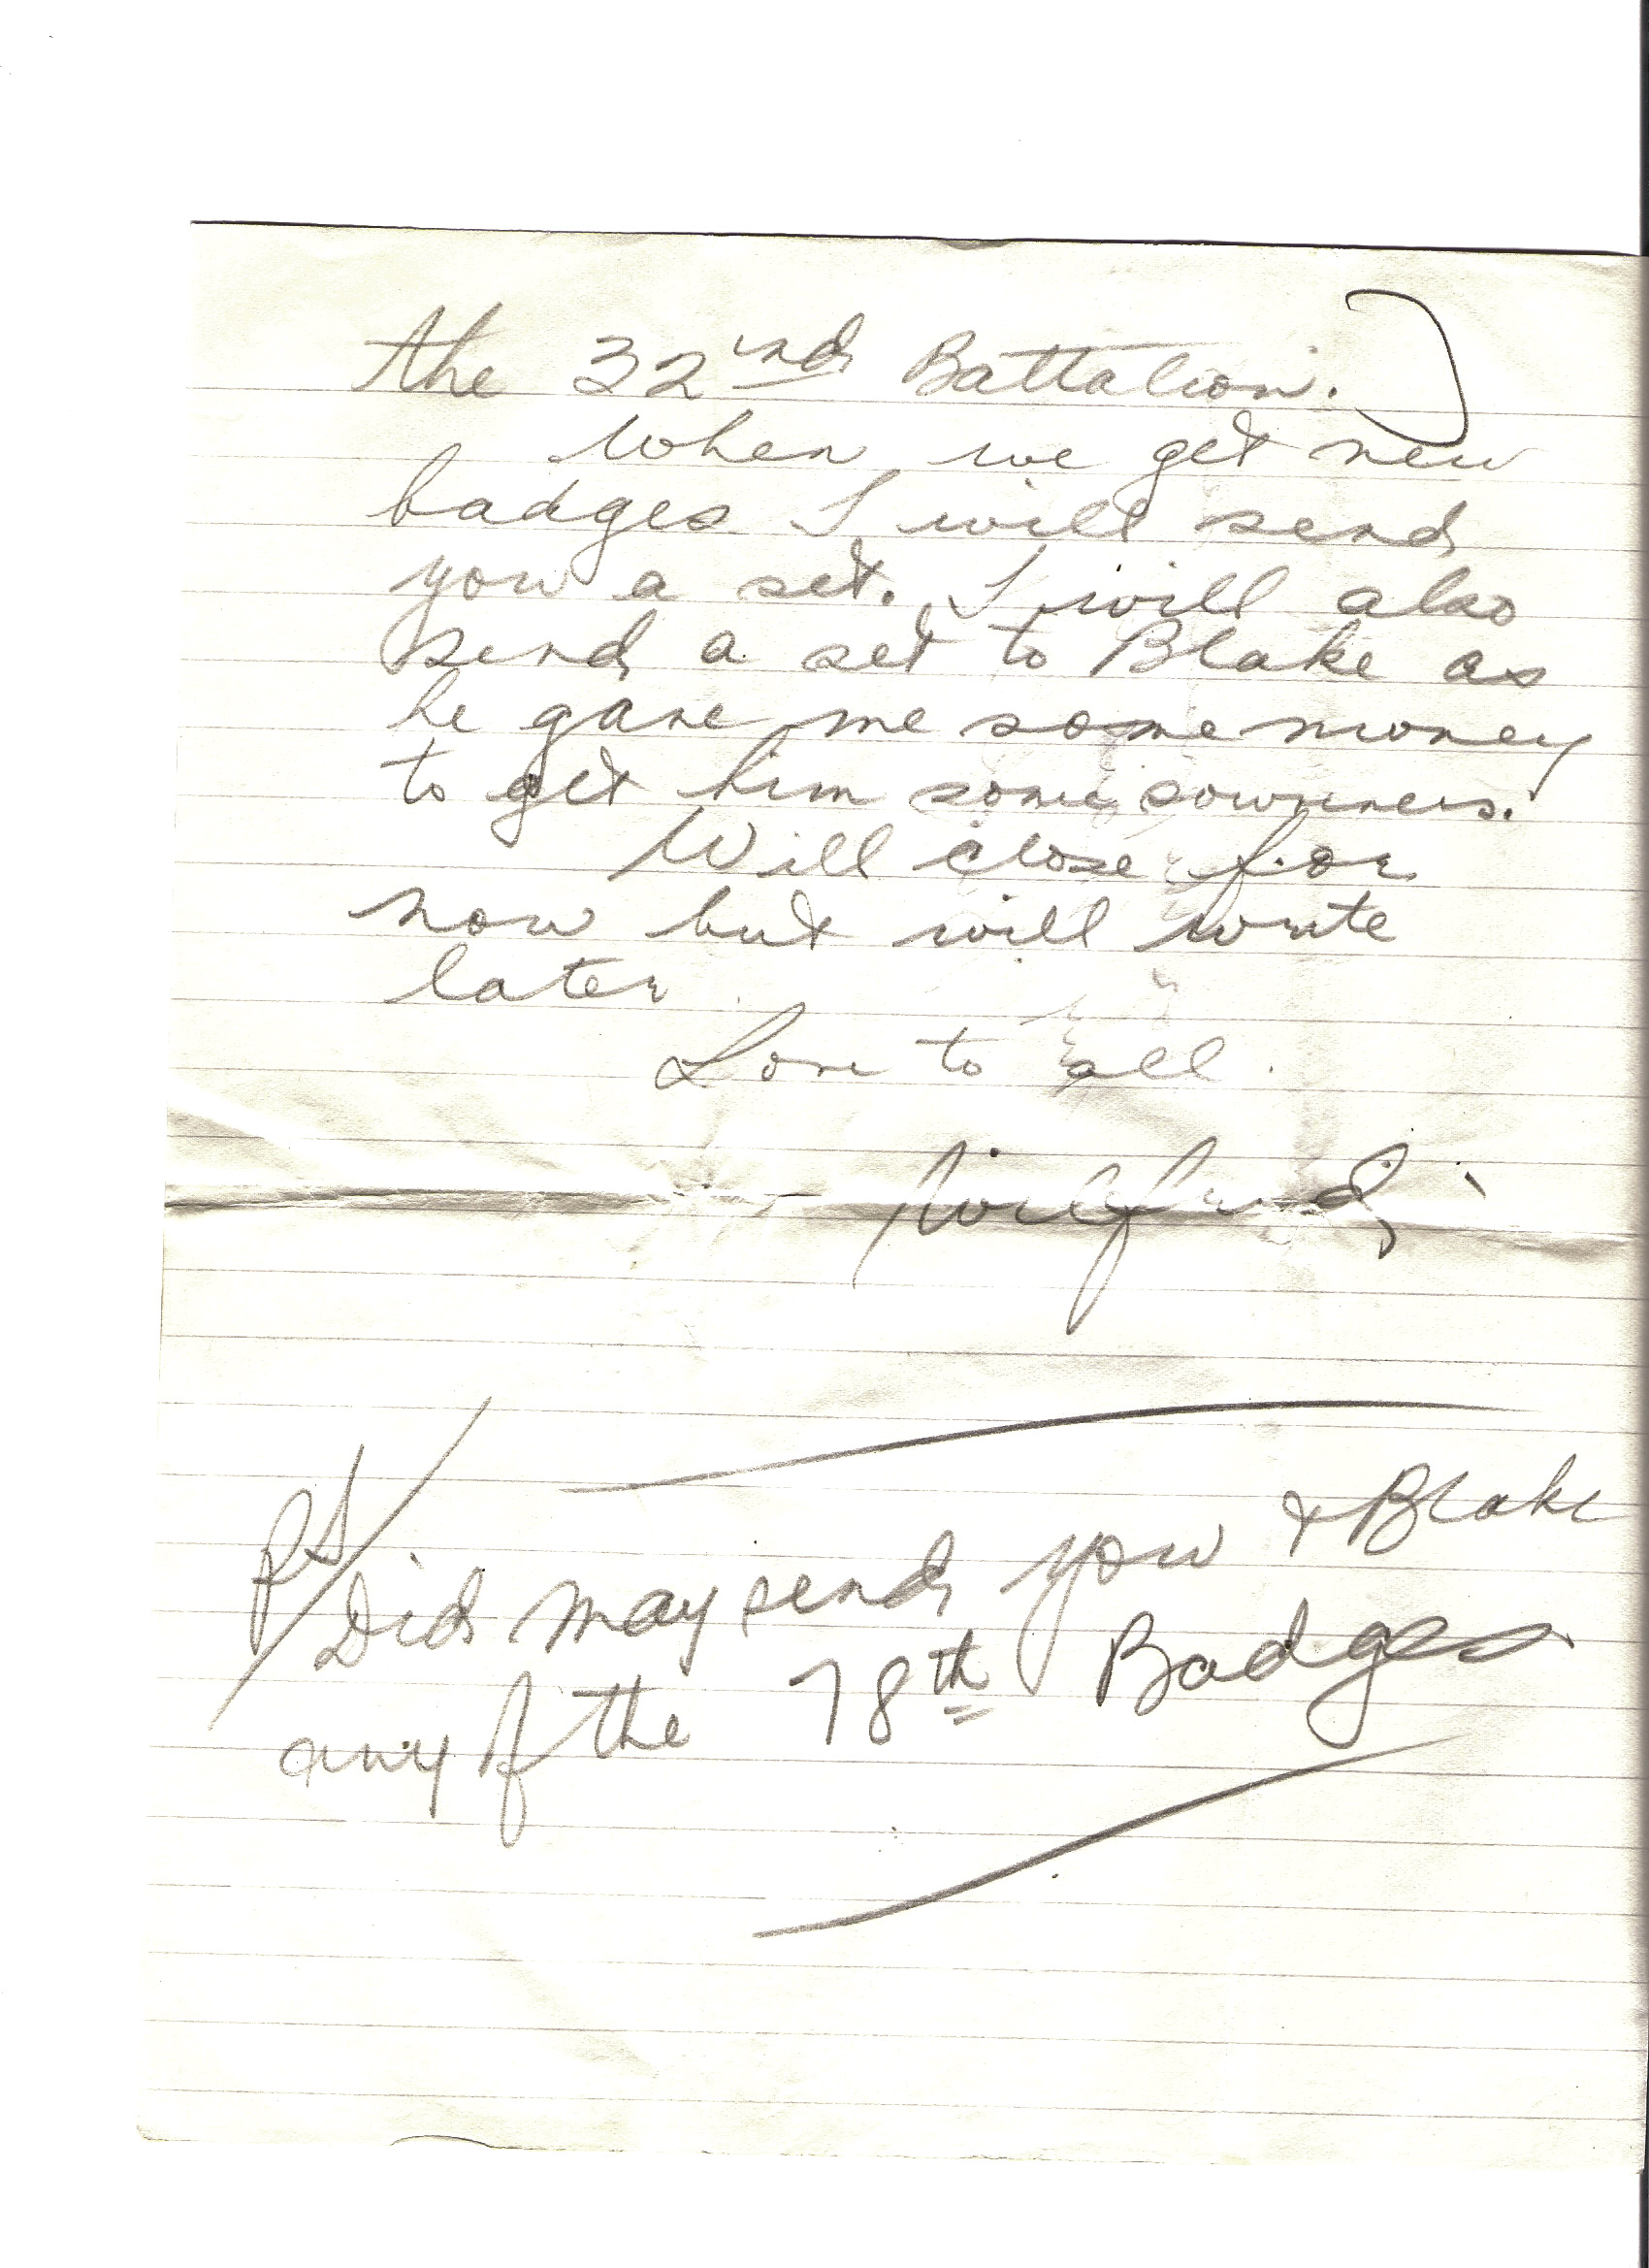 the 32nd Battalion.
When we get new
badges I will send
you a set. I will also
send a set to Blake as
he gave me some money
to get him some souvners.
Will close for
now but will write
later
Love to all.
Wilfred.
PS/ Did May send you & Blake
any of the 78th Badges